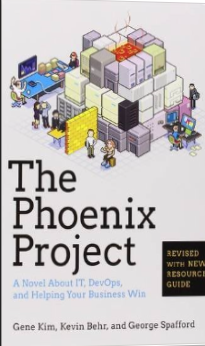 The
Phoenix
Project
A Novel About IT, DevOps,
and Helping Your Business Win
REVISED
WITH NEW
RESOURCE
GUIDE
Gene Kim, Kevin Behr, and George Spafford